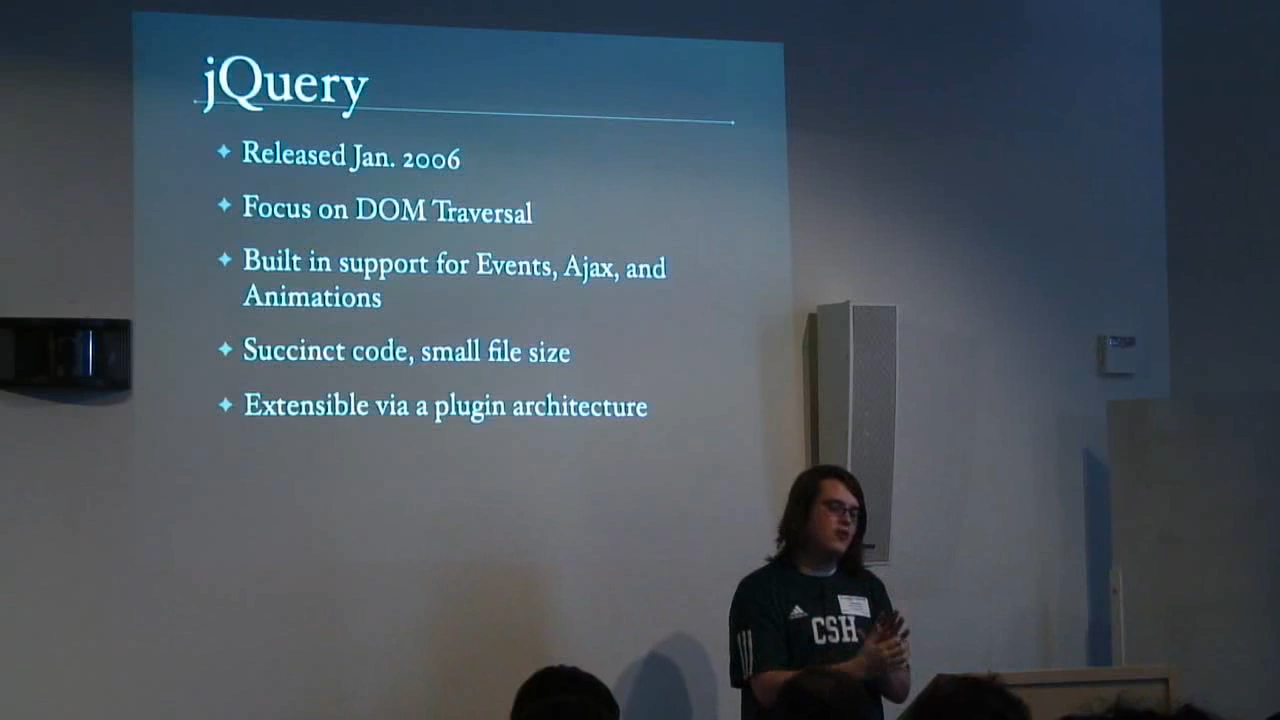 jQuery
Released Jan. 2006
Focus on DOM Traversal
Built in support for Events, Ajax, and
Animations
Succinct code, small file size
Extensible via a plugin architecture
CSH